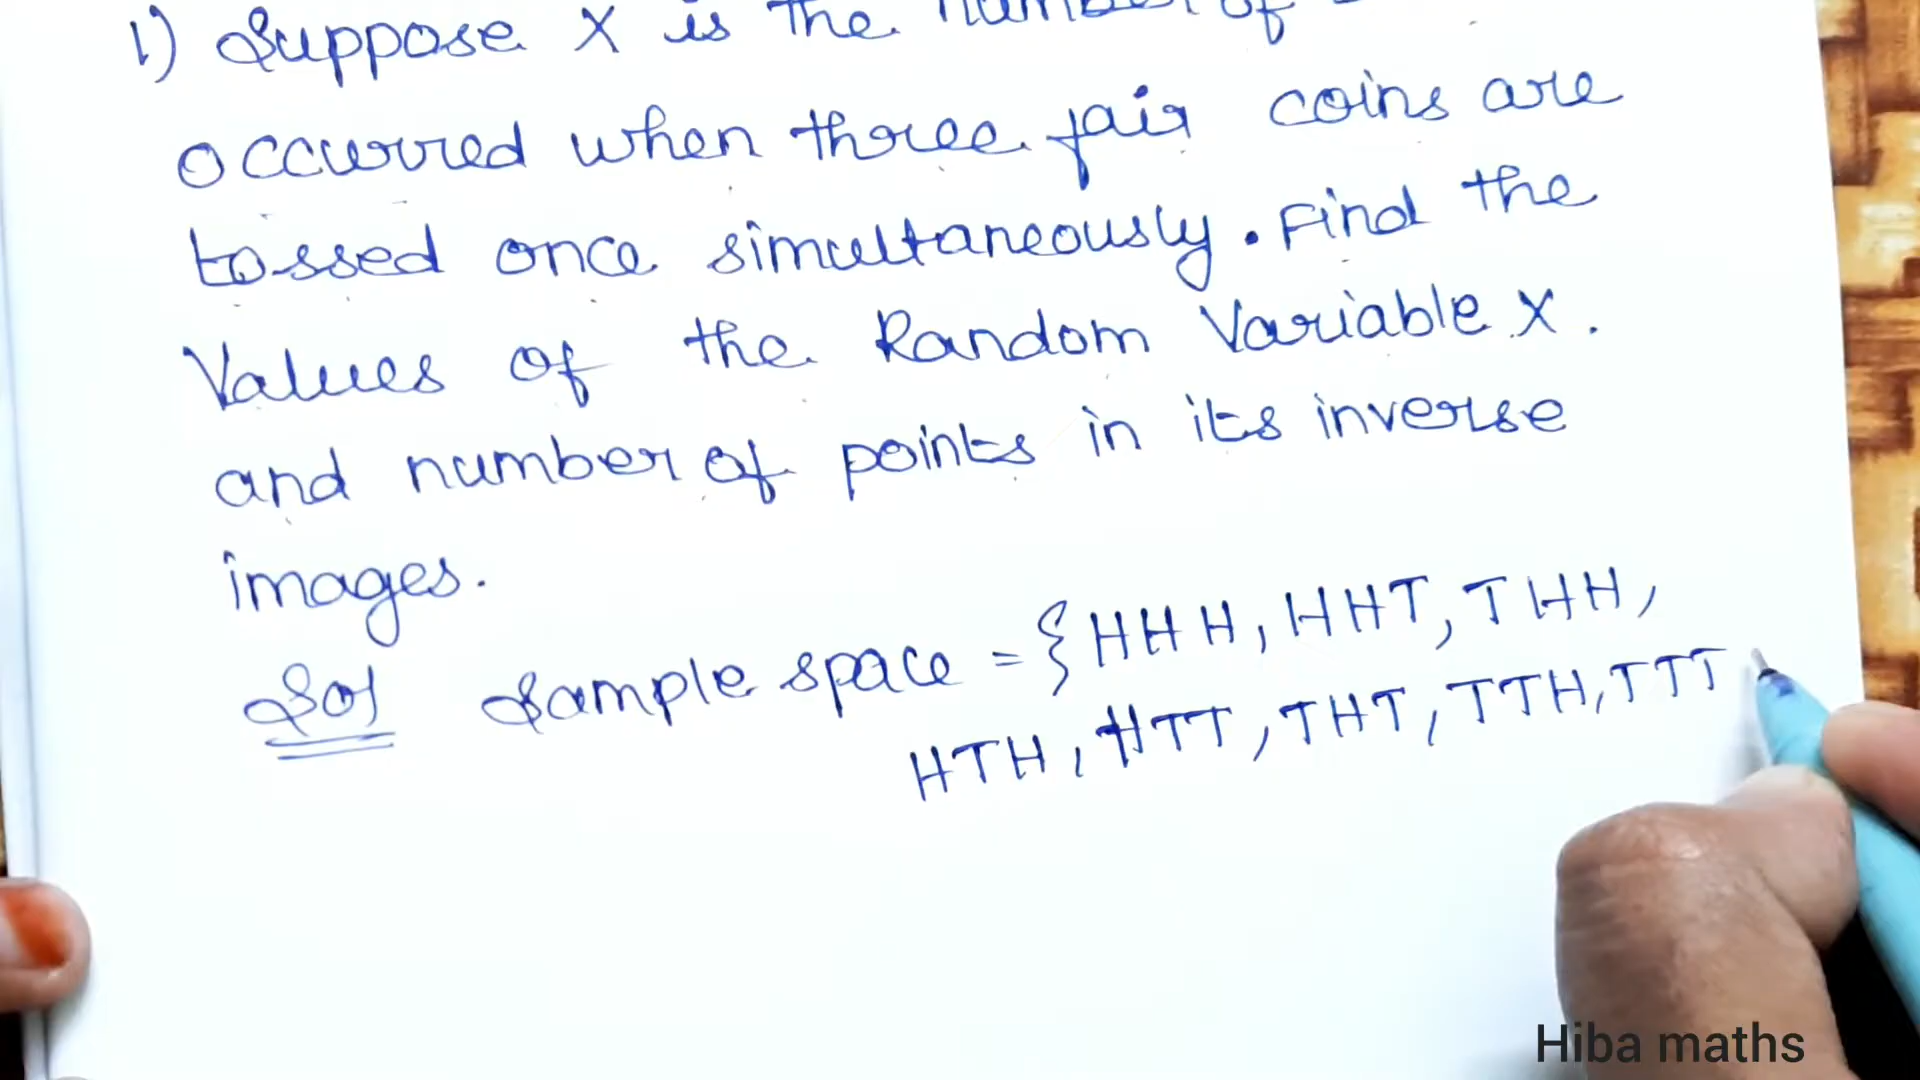 1) Suppose X is the number of
occurred when three fair coins are
tossed once simultaneously. Find the
Values of the Random Variable X.
and number of points in its inverse
images.
Sol Sample space = {HHH, HHT, THH,
HTH, HTT, THT, TTH, TTT
Hiba maths